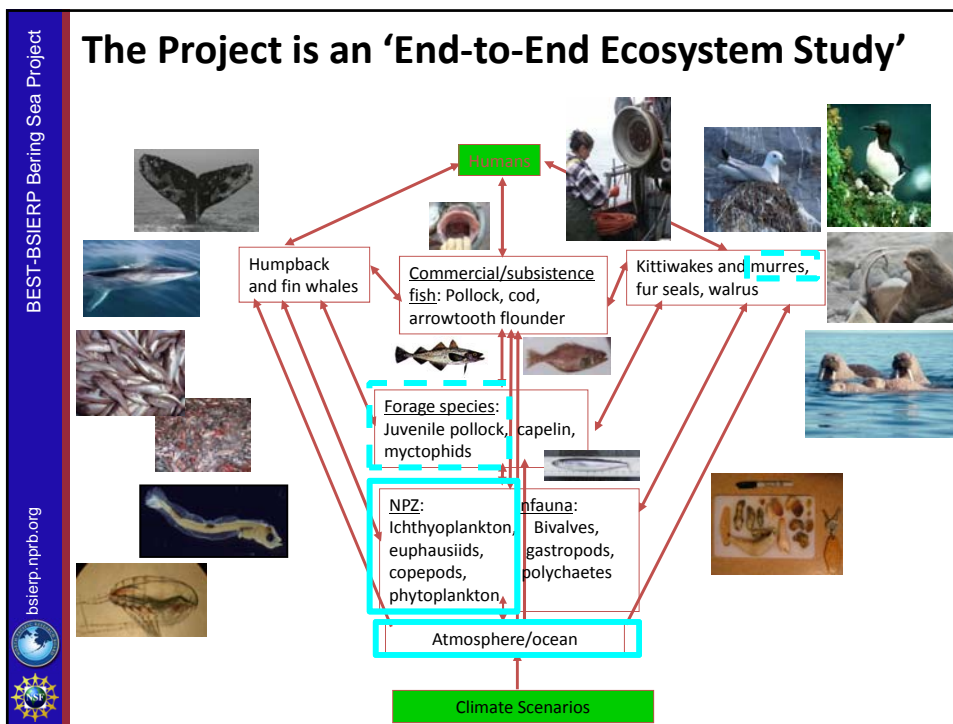 The Project is an ‘End-to-End Ecosystem Study’
BEST-BSIERP Bering Sea Project
bsierp.nprb.org
NSF
Humans
Humpback
and fin whales
Commercial/subsistence
fish: Pollock, cod,
arrowtooth flounder
Kittiwakes and murres,
fur seals, walrus
Forage species:
Juvenile pollock, capelin,
myctophids
NPZ:
Ichthyoplankton,
euphausiids,
copepods,
phytoplankton
nfauna:
Bivalves,
gastropods,
polychaetes
Atmosphere/ocean
Climate Scenarios